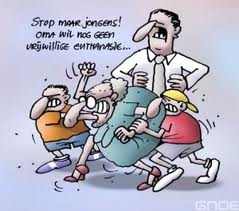 Stop maar jongens!
Oma wil nog geen
vrijwillige euthanasie...
GNOE